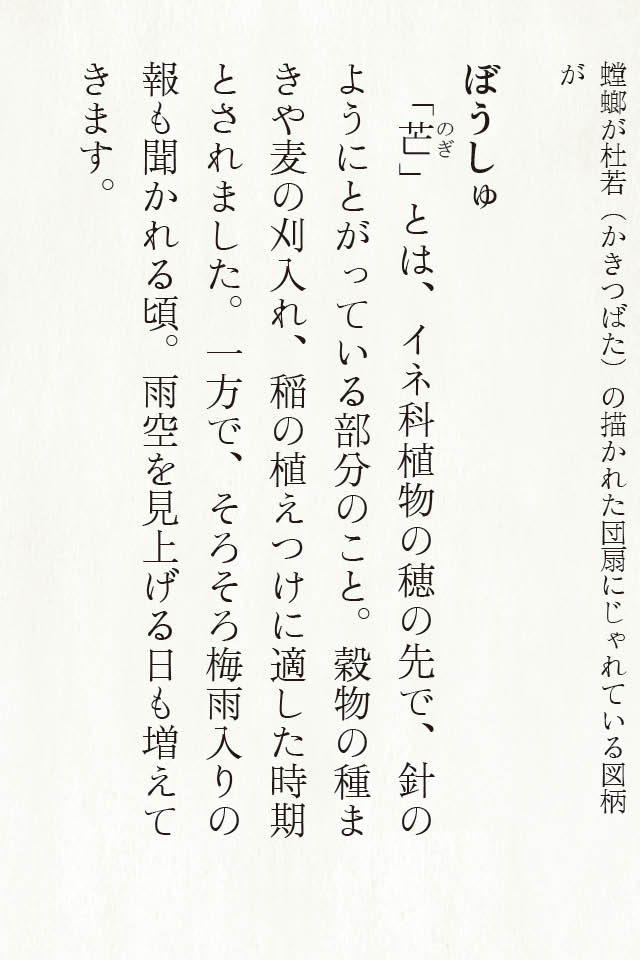 螳螂が杜若（かきつばた）の描かれた団扇にじゃれている図柄
が
ぼうしゅ
「芒」とは、イネ科植物の穂の先で、針の
のぎ
ようにとがっている部分のこと。穀物の種ま
きや麦の刈入れ、稲の植えつけに適した時期
とされました。一方で、そろそろ梅雨入りの
報も聞かれる頃。雨空を見上げる日も増えて
きます。